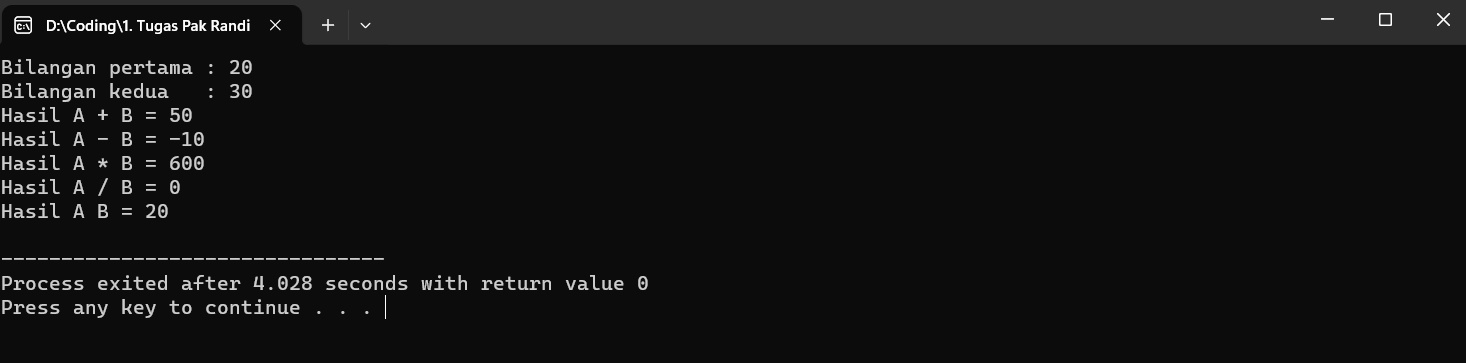 D:\Coding\1. Tugas Pak Randi
Bilangan pertama : 20
Bilangan kedua   : 30
Hasil A + B = 50
Hasil A - B = -10
Hasil A * B = 600
Hasil A / B = 0
Hasil A B = 20
--------------------------------
Process exited after 4.028 seconds with return value 0
Press any key to continue . . .